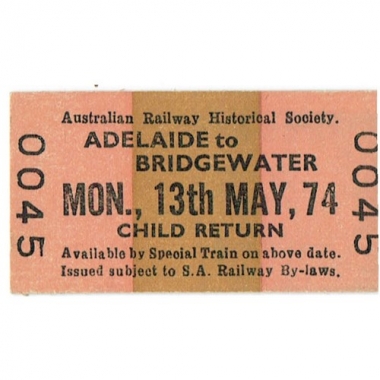 Australian Railway Historical Society.
ADELAIDE to
BRIDGEWATER
MON., 13th MAY, 74
CHILD RETURN
Available by Special Train on above date.
Issued subject to S.A. Railway By-laws.
0045
0045